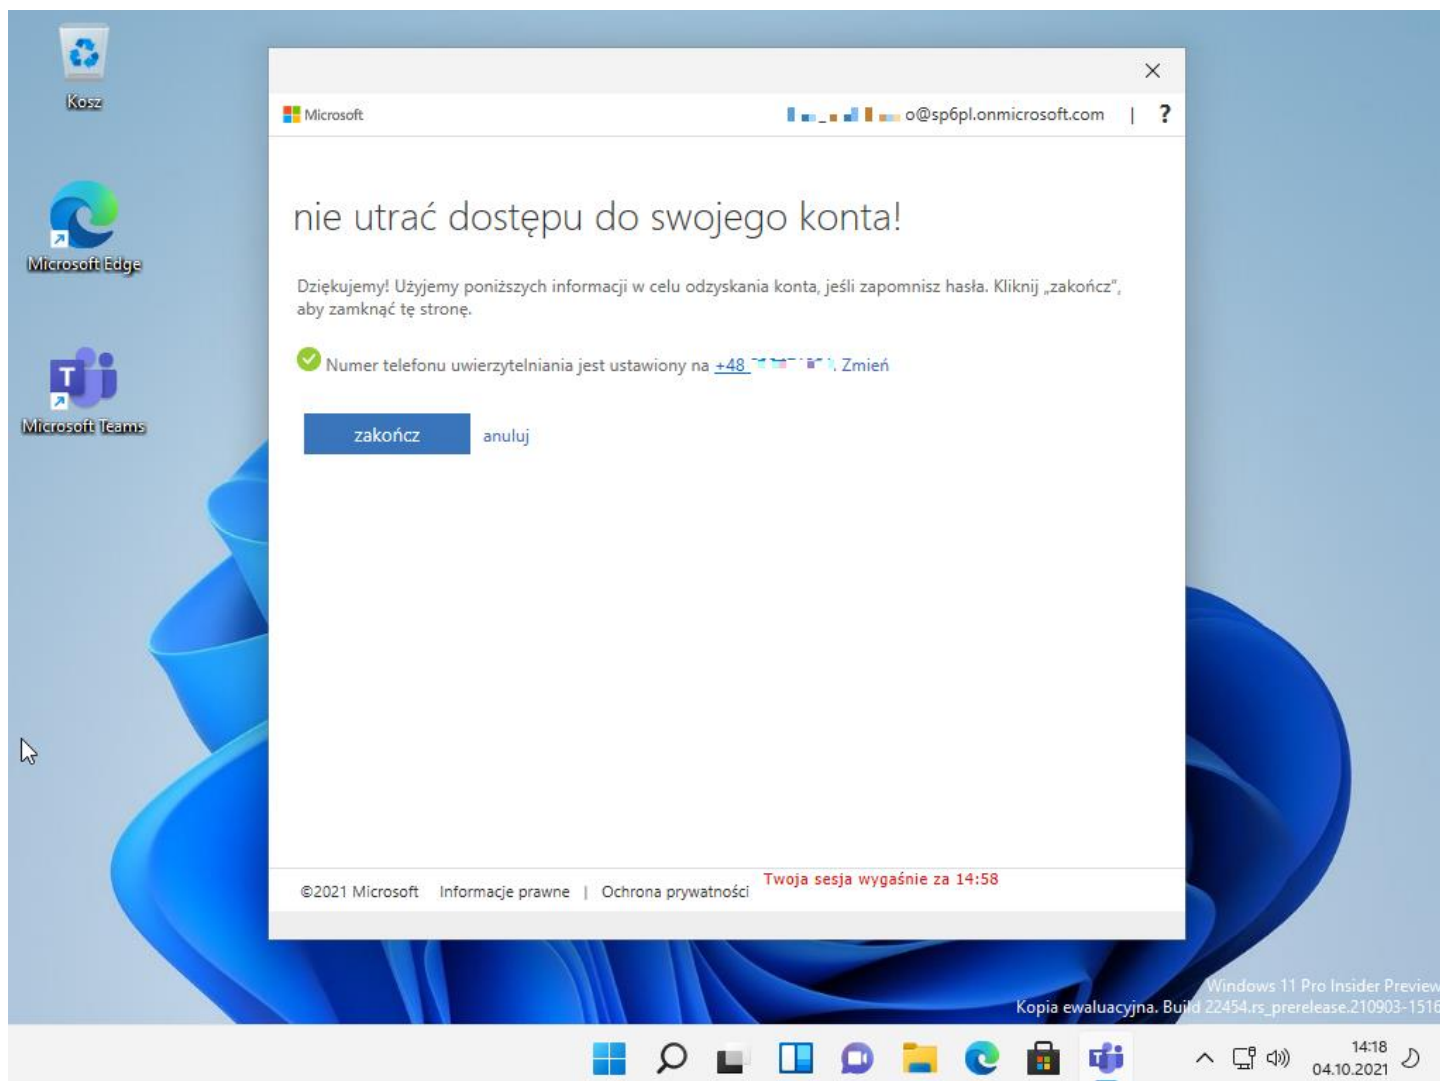 Kosz
Microsoft Edge
Microsoft Teams
Microsoft
o@sp6pl.onmicrosoft.com | ?
nie utrać dostępu do swojego konta!
Dziękujemy! Użyjemy poniższych informacji w celu odzyskania konta, jeśli zapomnisz hasła. Kliknij „zakończ”,
aby zamknąć tę stronę.
Numer telefonu uwierzytelniania jest ustawiony na +48 . Zmień
zakończ anuluj
©2021 Microsoft Informacje prawne | Ochrona prywatności Twoja sesja wygaśnie za 14:58
Windows 11 Pro Insider Preview
Kopia ewaluacyjna. Build 22454.rs_prerelease.210903-1516
14:18
04.10.2021